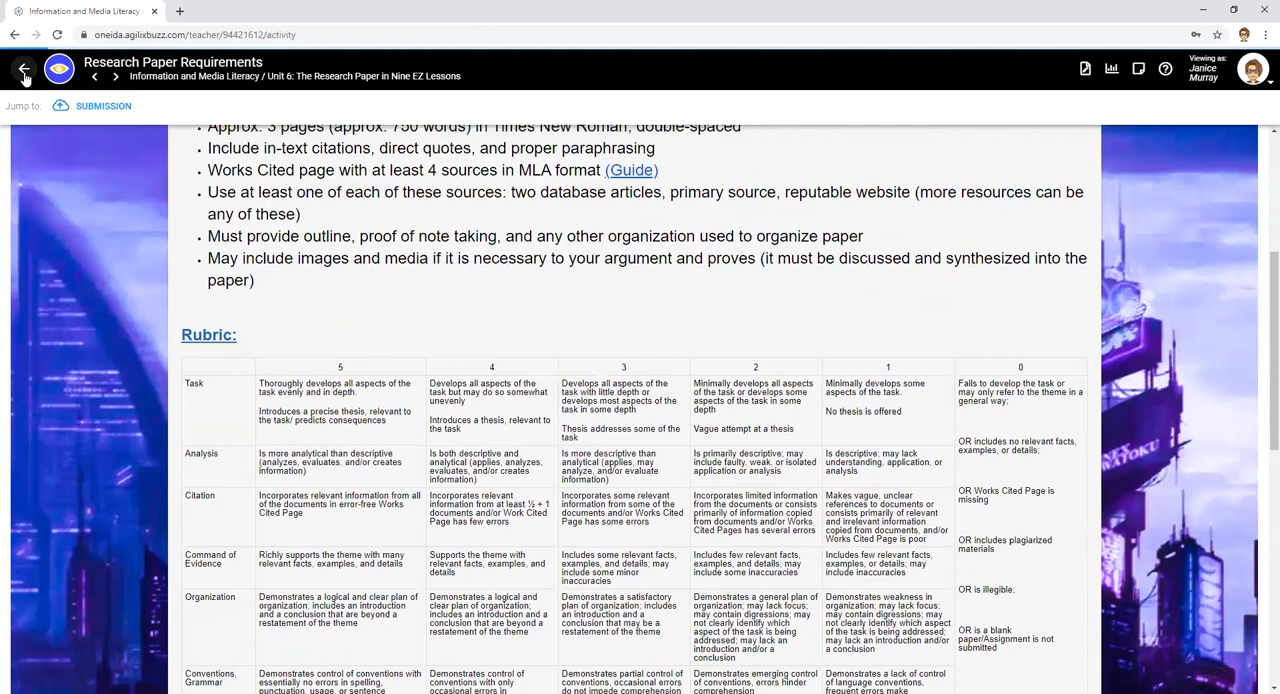 Information and Media Literacy
oneida.agilixbuzz.com/teacher/94421612/activity
Research Paper Requirements
Information and Media Literacy / Unit 6: The Research Paper in Nine EZ Lessons
Viewing as:
Janice
Murray
Jump to:
SUBMISSION
Approx. 3 pages (approx. 750 words) in Times New Roman, double-spaced
Include in-text citations, direct quotes, and proper paraphrasing
Works Cited page with at least 4 sources in MLA format (Guide)
Use at least one of each of these sources: two database articles, primary source, reputable website (more resources can be
any of these)
Must provide outline, proof of note taking, and any other organization used to organize paper
May include images and media if it is necessary to your argument and proves (it must be discussed and synthesized into the
paper)
Rubric:
5 4 3 2 1 0
Task
Thoroughly develops all aspects of the
task evenly and in depth.
Introduces a precise thesis, relevant to
the task/ predicts consequences
Develops all aspects of the
task but may do so somewhat
unevenly
Introduces a thesis, relevant to
the task
Develops all aspects of the
task with little depth or
develops most aspects of the
task in some depth
Thesis addresses some of the
task
Minimally develops all aspects
of the task or develops some
aspects of the task in some
depth
Vague attempt at a thesis
Minimally develops some
aspects of the task.
No thesis is offered
Fails to develop the task or
may only refer to the theme in a
general way;
OR includes no relevant facts,
examples, or details;
OR Works Cited Page is
missing
OR includes plagiarized
materials
OR is illegible;
OR is a blank
paper/Assignment is not
submitted
Analysis
Is more analytical than descriptive
(analyzes, evaluates, and/or creates
information)
Is both descriptive and
analytical (applies, analyzes,
evaluates, and/or creates
information)
Is more descriptive than
analytical (applies, may
analyze, and/or evaluate
information)
Is primarily descriptive; may
include faulty, weak, or isolated
application or analysis
Is descriptive; may lack
understanding, application, or
analysis
Citation
Incorporates relevant information from all
of the documents in error-free Works
Cited Page
Incorporates relevant
information from at least ½ + 1
documents and/or Work Cited
Page has few errors
Incorporates some relevant
information from some of the
documents and/or Works Cited
Page has some errors
Incorporates limited information
from the documents or consists
primarily of information copied
from documents and/or Works
Cited Pages has several errors
Makes vague, unclear
references to documents or
consists primarily of relevant
and irrelevant information
copied from documents, and/or
Works Cited Page is poor
Command of
Evidence
Richly supports the theme with many
relevant facts, examples, and details
Supports the theme with
relevant facts, examples, and
details
Includes some relevant facts,
examples, and details; may
include some minor
inaccuracies
Includes few relevant facts,
examples, and details; may
include some inaccuracies
Includes few relevant facts,
examples, or details; may
include inaccuracies
Organization
Demonstrates a logical and clear plan of
organization; includes an introduction
and a conclusion that are beyond a
restatement of the theme
Demonstrates a logical and
clear plan of organization;
includes an introduction and a
conclusion that are beyond a
restatement of the theme
Demonstrates a satisfactory
plan of organization; includes
an introduction and a
conclusion that may be a
restatement of the theme
Demonstrates a general plan of
organization; may lack focus;
may contain digressions; may
not clearly identify which
aspect of the task is being
addressed; may lack an
introduction and/or a
conclusion
Demonstrates weakness in
organization; may lack focus;
may contain digressions; may
not clearly identify which aspect
of the task is being addressed;
may lack an introduction and/or
a conclusion
Conventions,
Grammar
Demonstrates control of conventions with
essentially no errors in spelling,
punctuation, usage, or sentence
Demonstrates control of
conventions with only
occasional errors in
Demonstrates partial control of
conventions, occasional errors
do not impede comprehension
Demonstrates emerging control
of conventions, errors hinder
comprehension
Demonstrates a lack of control
of language conventions,
frequent errors make